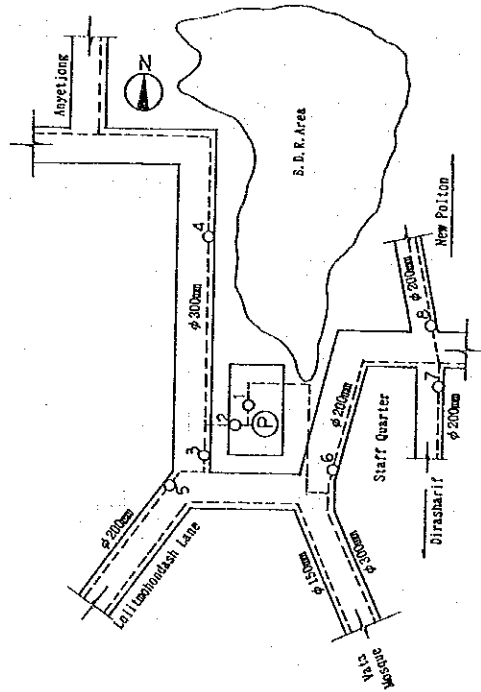 Anyetjong
N
B.D.R.Area
4
φ300mm
3
2
1
P
5
φ200mm
Lalitmohondash Lane
New Polton
φ200mm
8
φ200mm
6
7
φ200mm
Staff Quarter
Dirasharif
φ150mm
φ300mm
Vats
Mosque